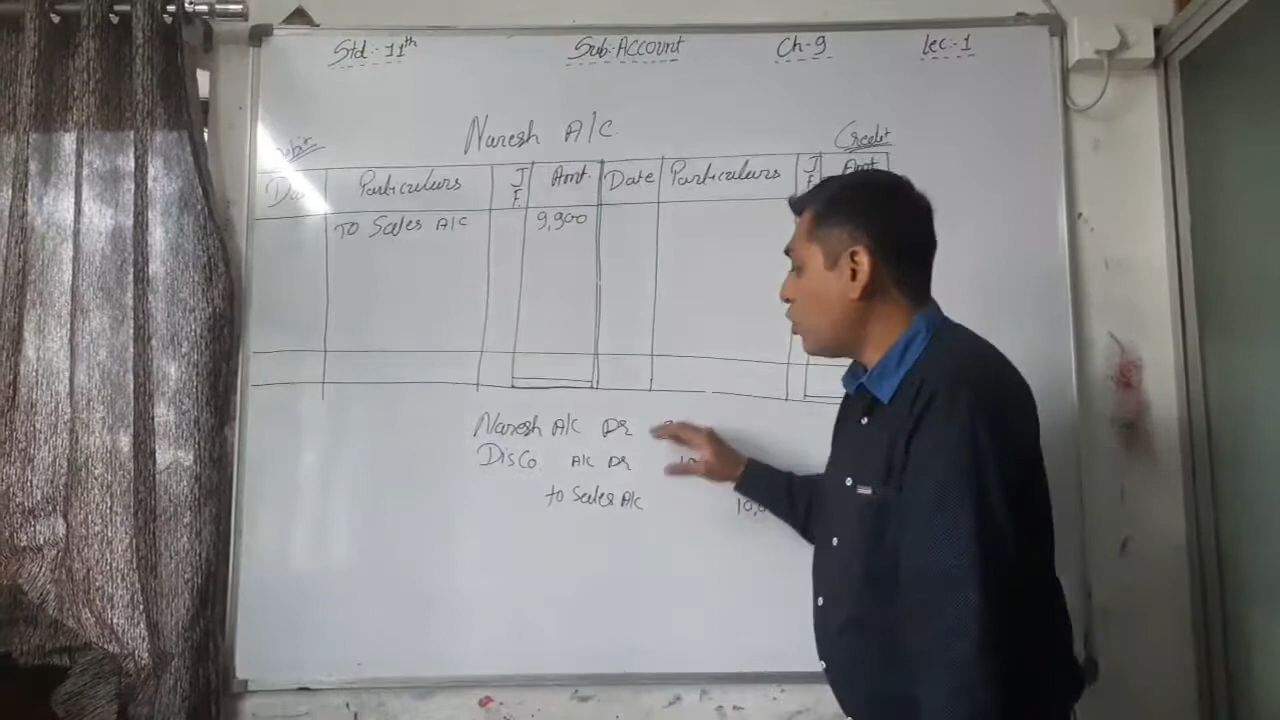 Std:- 11th Sub:-Account Ch-9 Lec:-1
Naresh A/C.
Credit
Particulars J F. Amt. Date Particulars J Amt
To Sales A/C 9,900
Naresh A/C Dr
Disco. A/C Dr
to Sales A/C